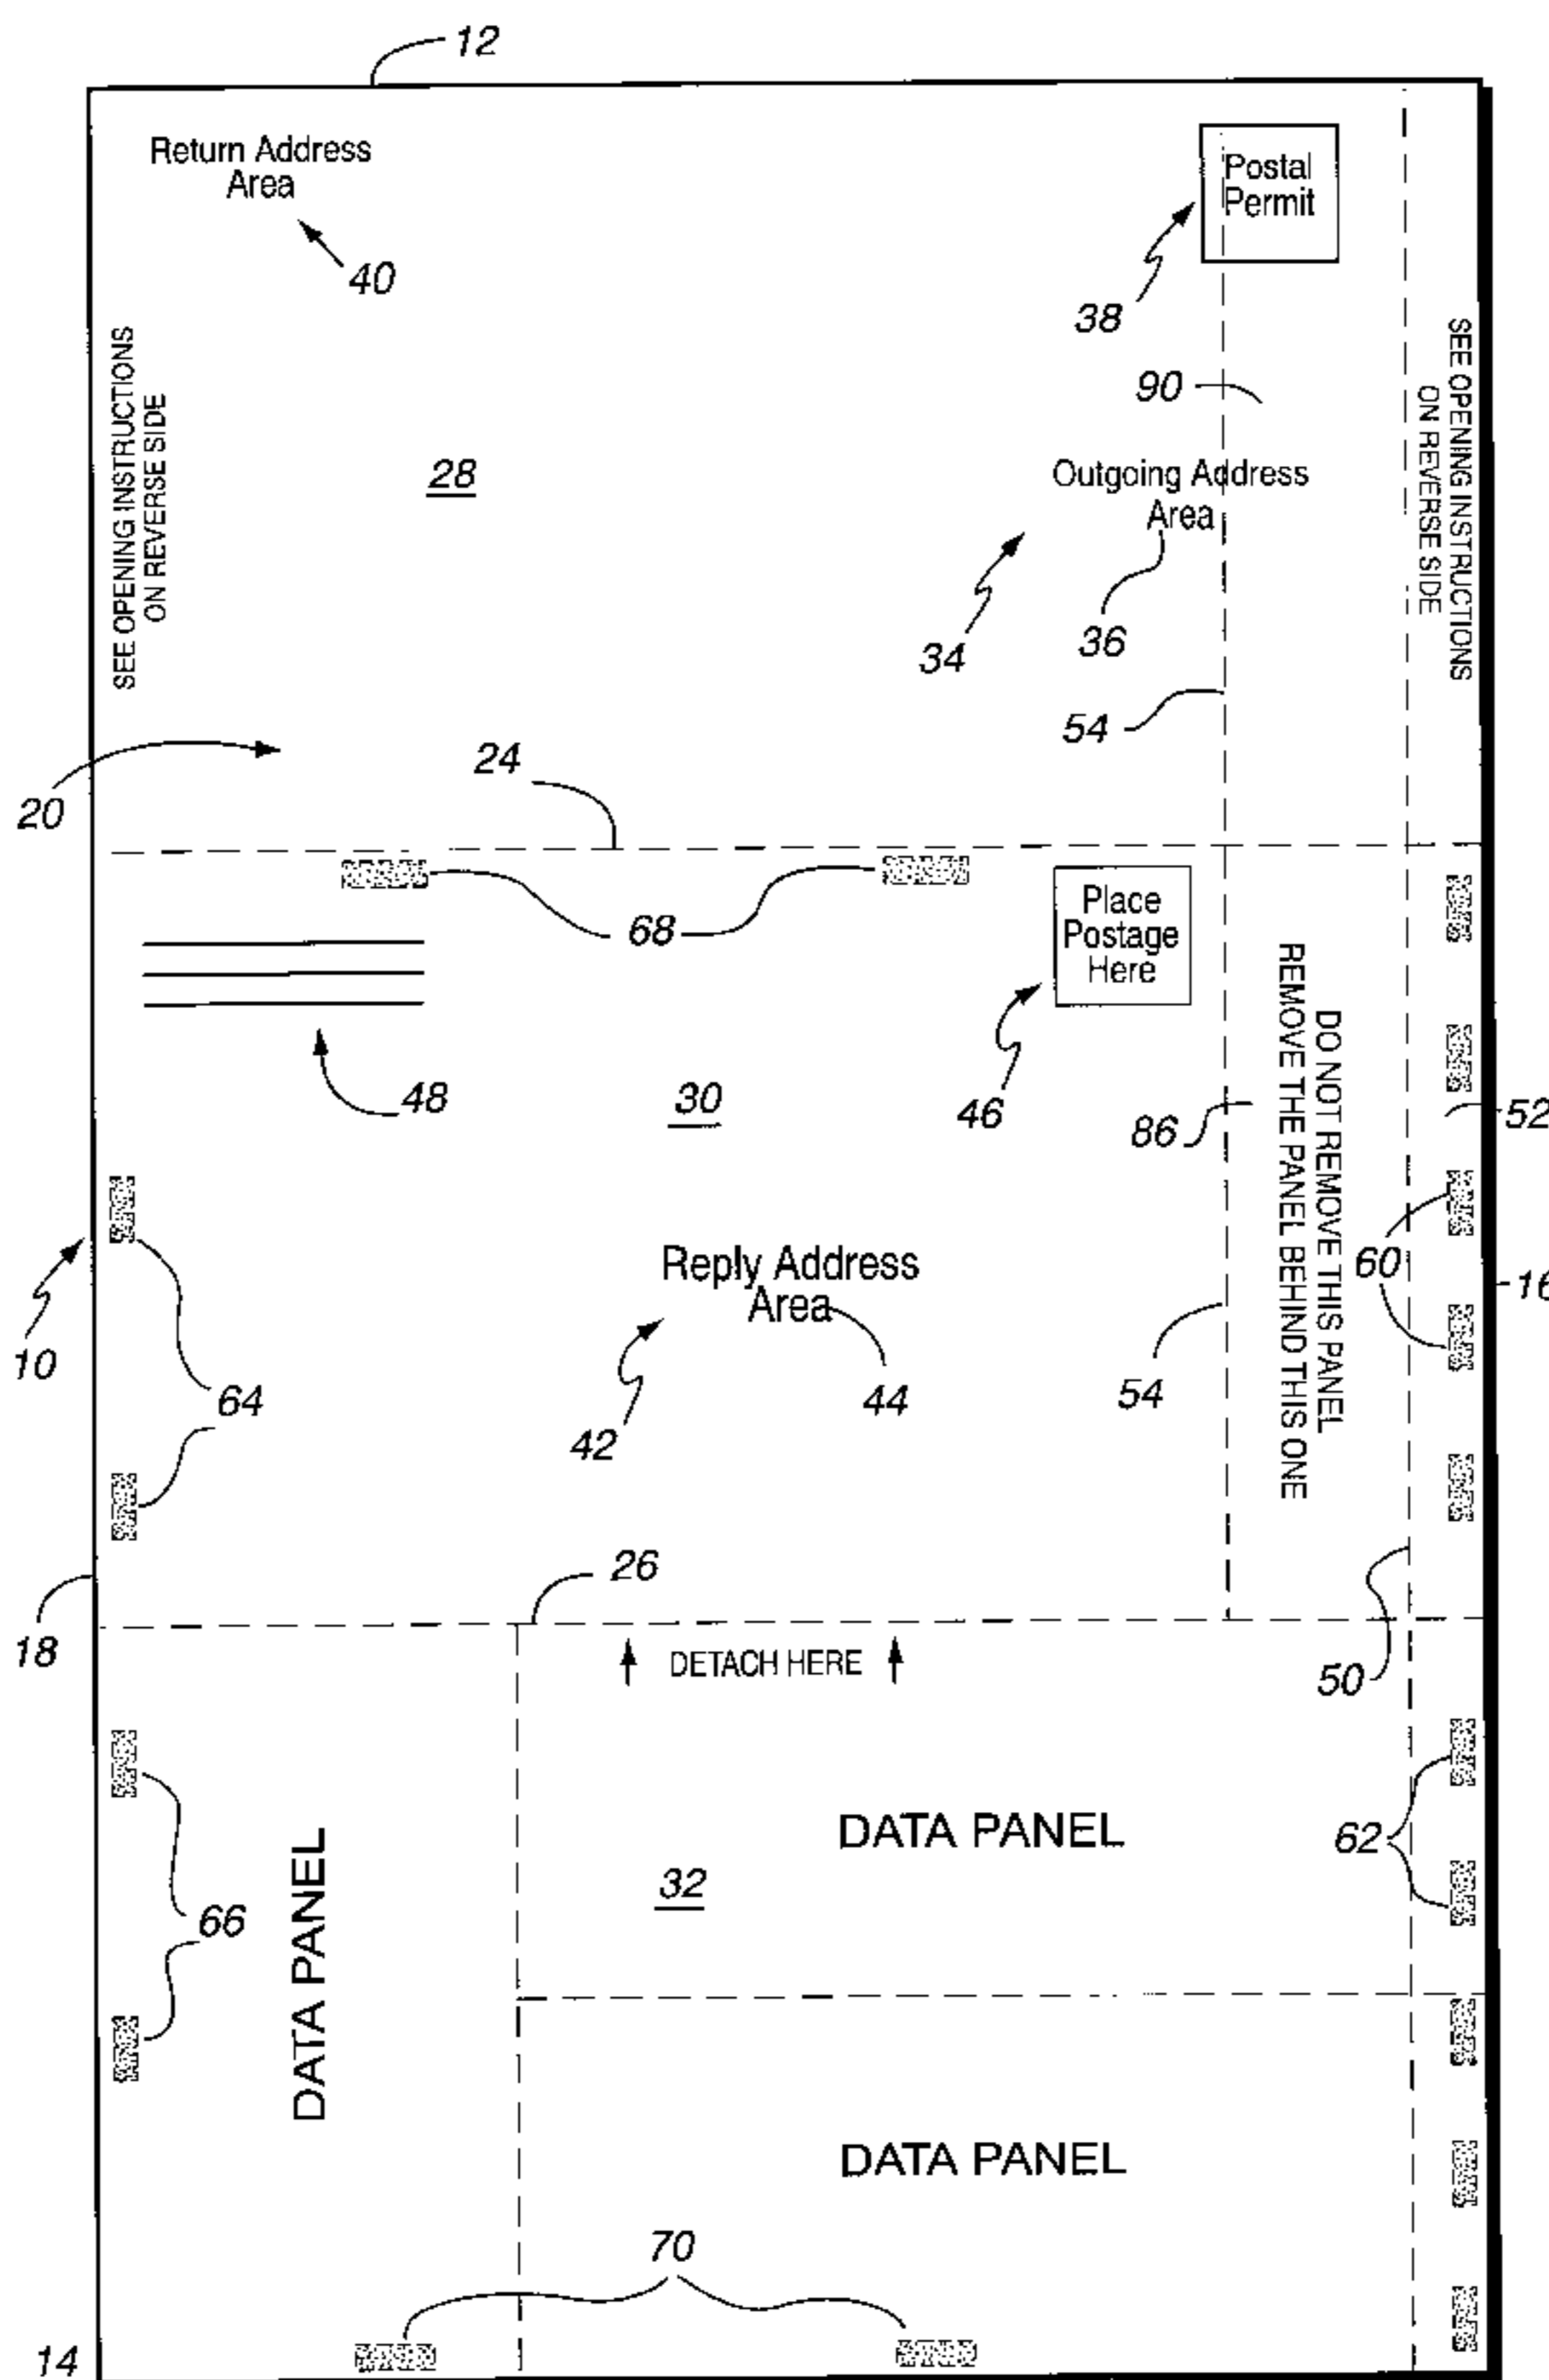 12
Return Address
Area
40
Postal
Permit
38
90
SEE OPENING INSTRUCTIONS
ON REVERSE SIDE
28
Outgoing Address
Area
34
36
SEE OPENING INSTRUCTIONS
ON REVERSE SIDE
54
20
24
68
Place
Postage
Here
48
30
46
86
52
DO NOT REMOVE THIS PANEL
REMOVE THE PANEL BEHIND THIS ONE
10
Reply Address
Area
60
16
64
42
44
54
18
26
DETACH HERE
50
DATA PANEL
32
62
66
DATA PANEL
DATA PANEL
70
14